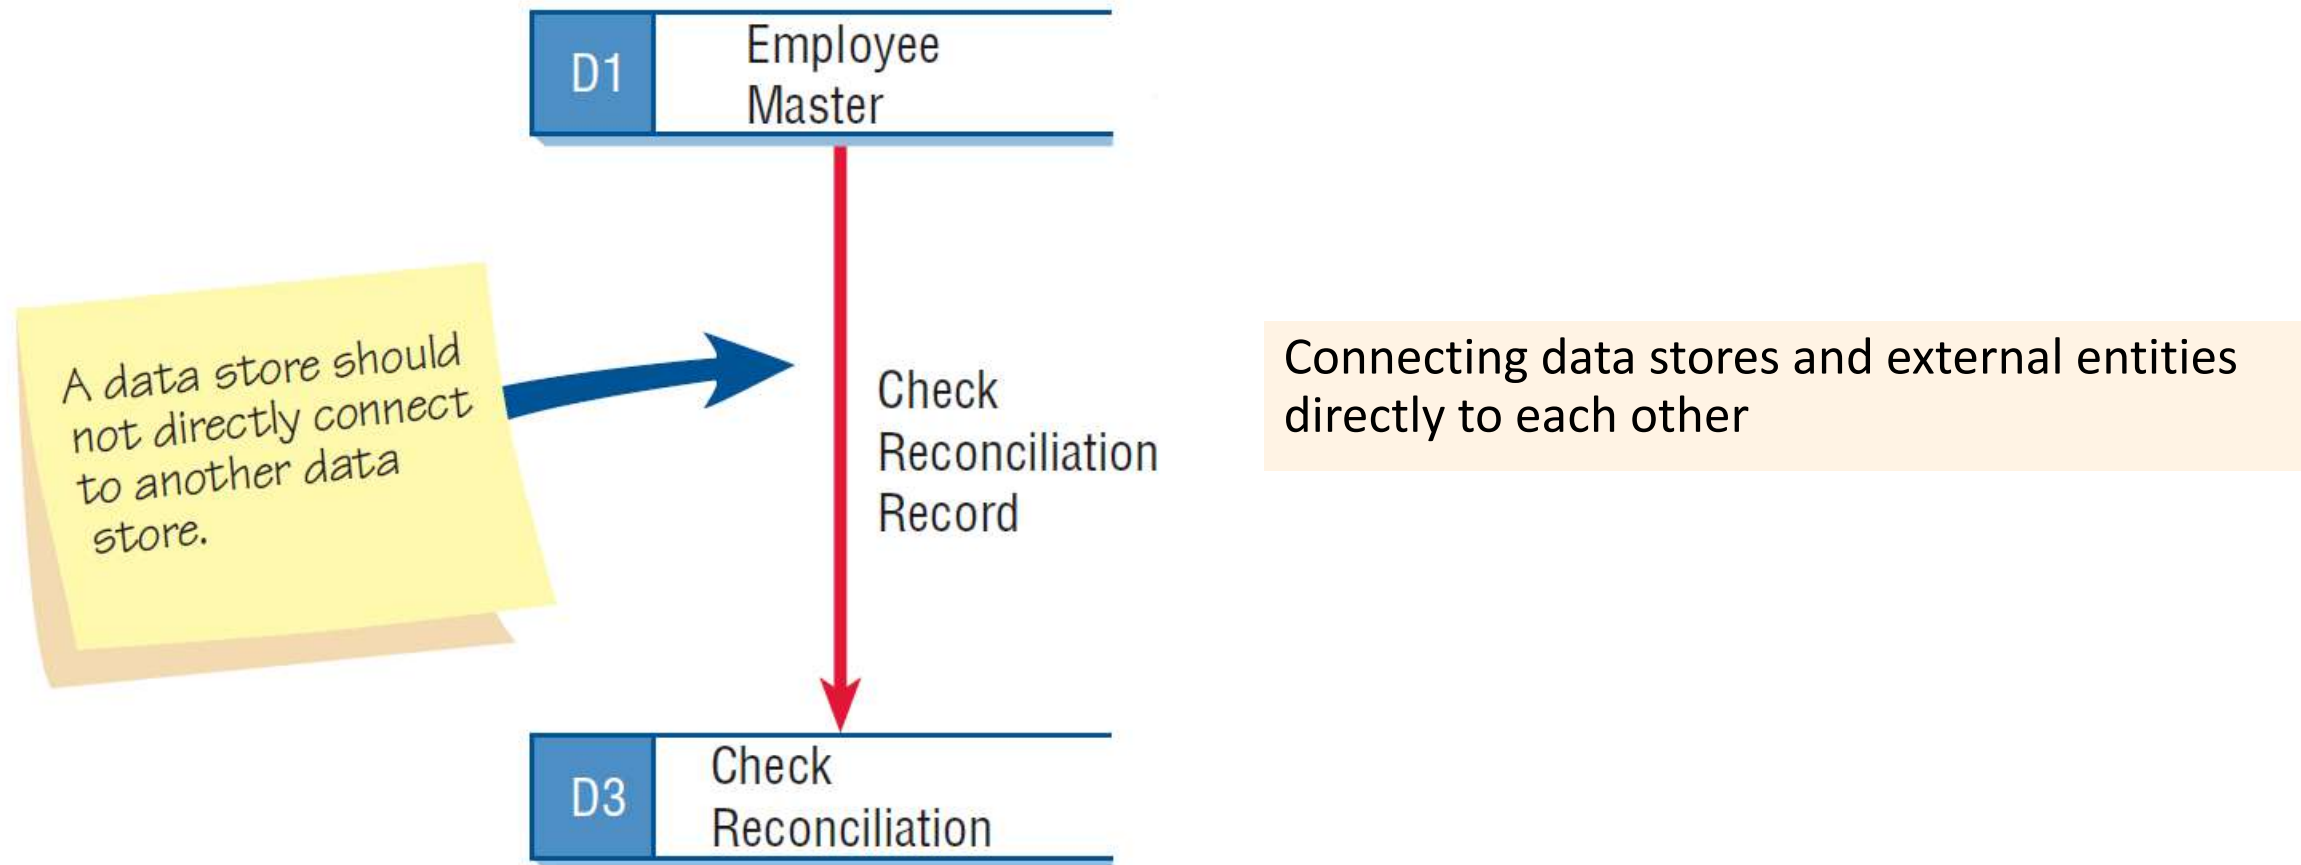 D1
Employee
Master
A data store should
not directly connect
to another data
store.
Check
Reconciliation
Record
Connecting data stores and external entities
directly to each other
D3
Check
Reconciliation